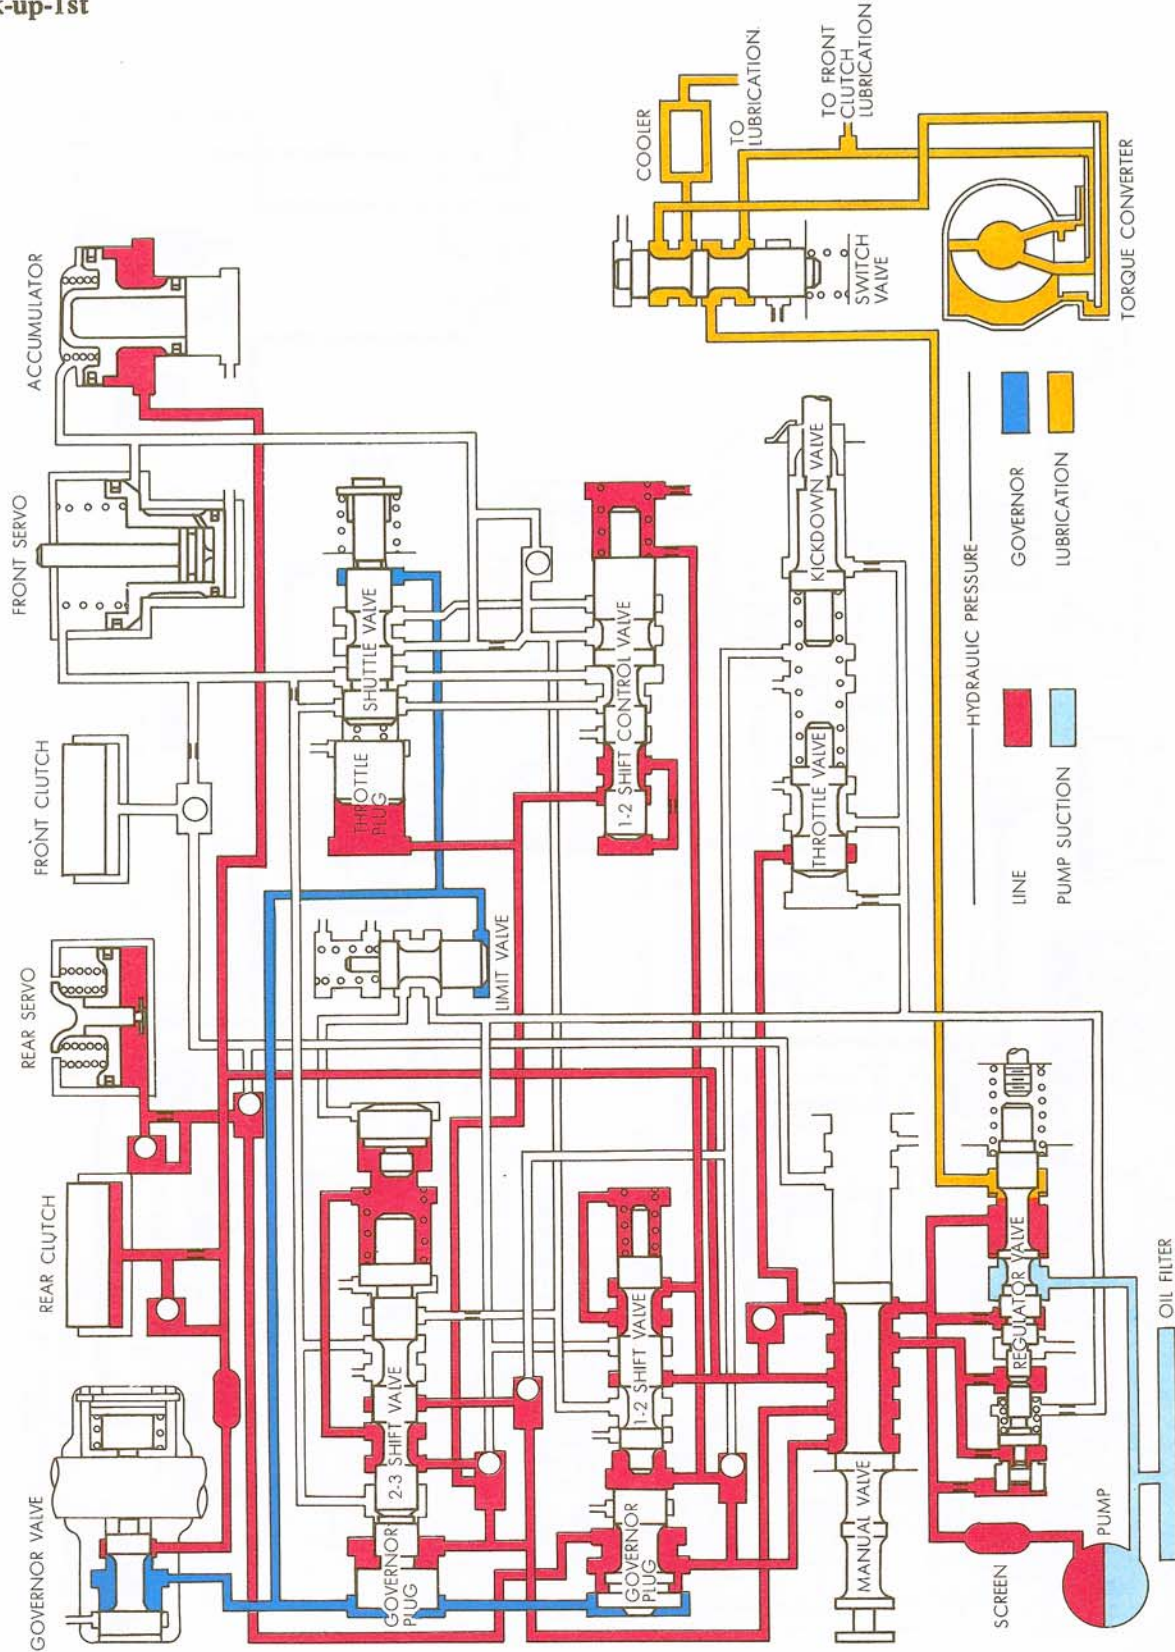 k-up-1st
ACCUMULATOR
FRONT SERVO
FRONT CLUTCH
REAR SERVO
REAR CLUTCH
GOVERNOR VALVE
COOLER
TO
LUBRICATION
TO FRONT
CLUTCH
LUBRICATION
SWITCH
VALVE
TORQUE CONVERTER
SHUTTLE VALVE
THROTTLE
PLUG
1-2 SHIFT CONTROL VALVE
KICKDOWN VALVE
THROTTLE VALVE
LIMIT VALVE
2-3 SHIFT VALVE
GOVERNOR
PLUG
1-2 SHIFT VALVE
GOVERNOR
PLUG
MANUAL VALVE
REGULATOR VALVE
HYDRAULIC PRESSURE
LINE
GOVERNOR
PUMP SUCTION
LUBRICATION
SCREEN
PUMP
OIL FILTER